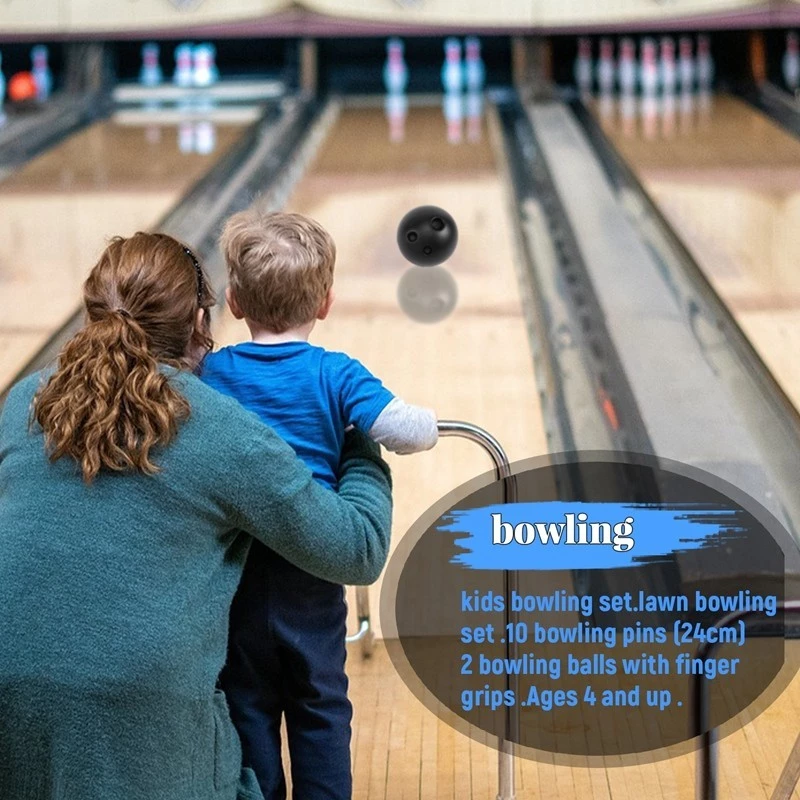 bowling
kids bowling set.lawn bowling
set .10 bowling pins (24cm)
2 bowling balls with finger
grips .Ages 4 and up .